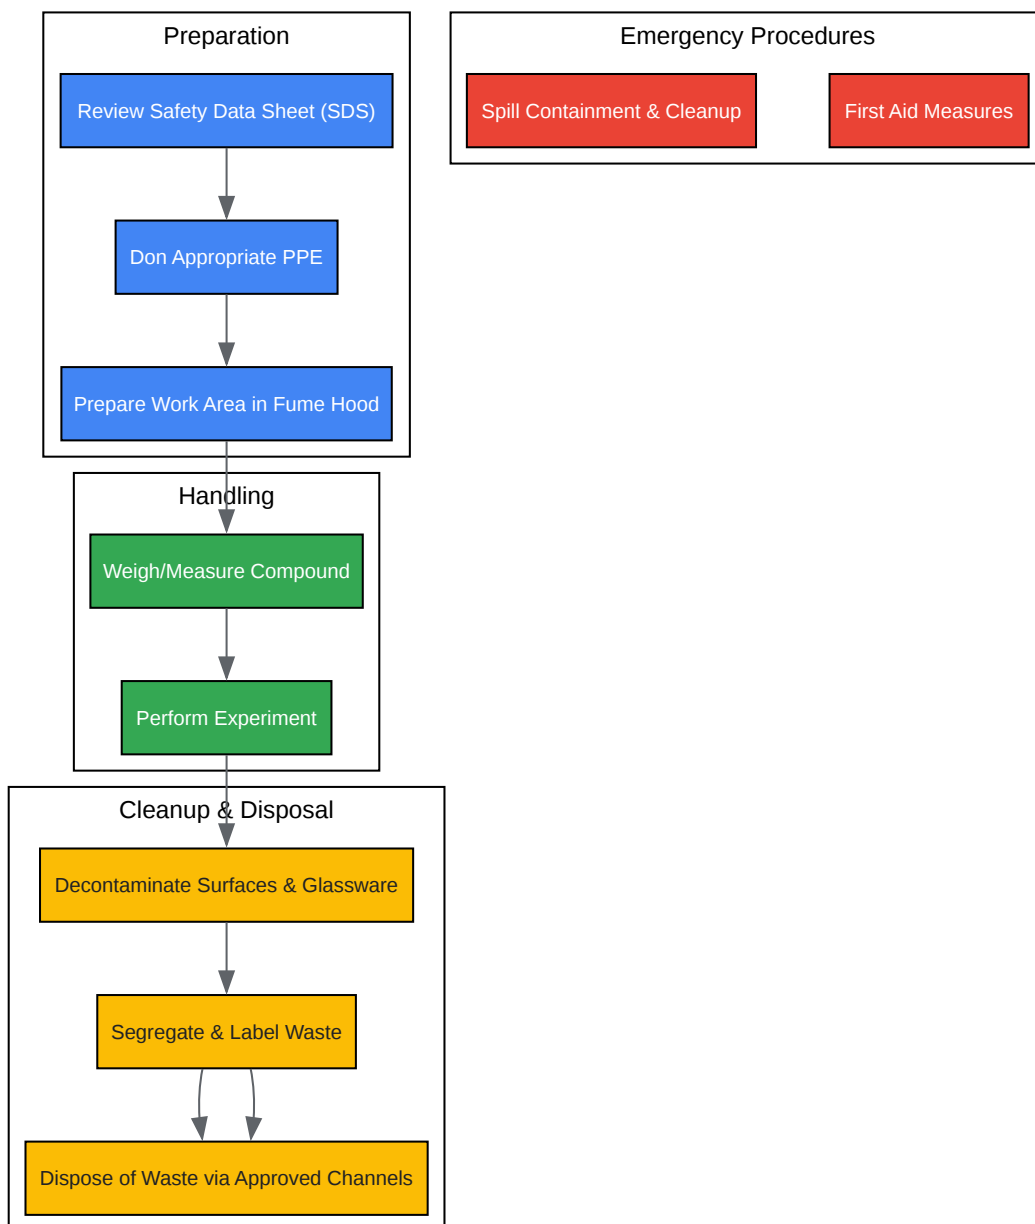 Preparation
Review Safety Data Sheet (SDS)
Don Appropriate PPE
Prepare Work Area in Fume Hood
Handling
Weigh/Measure Compound
Perform Experiment
Cleanup & Disposal
Decontaminate Surfaces & Glassware
Segregate & Label Waste
Dispose of Waste via Approved Channels
Emergency Procedures
Spill Containment & Cleanup
First Aid Measures